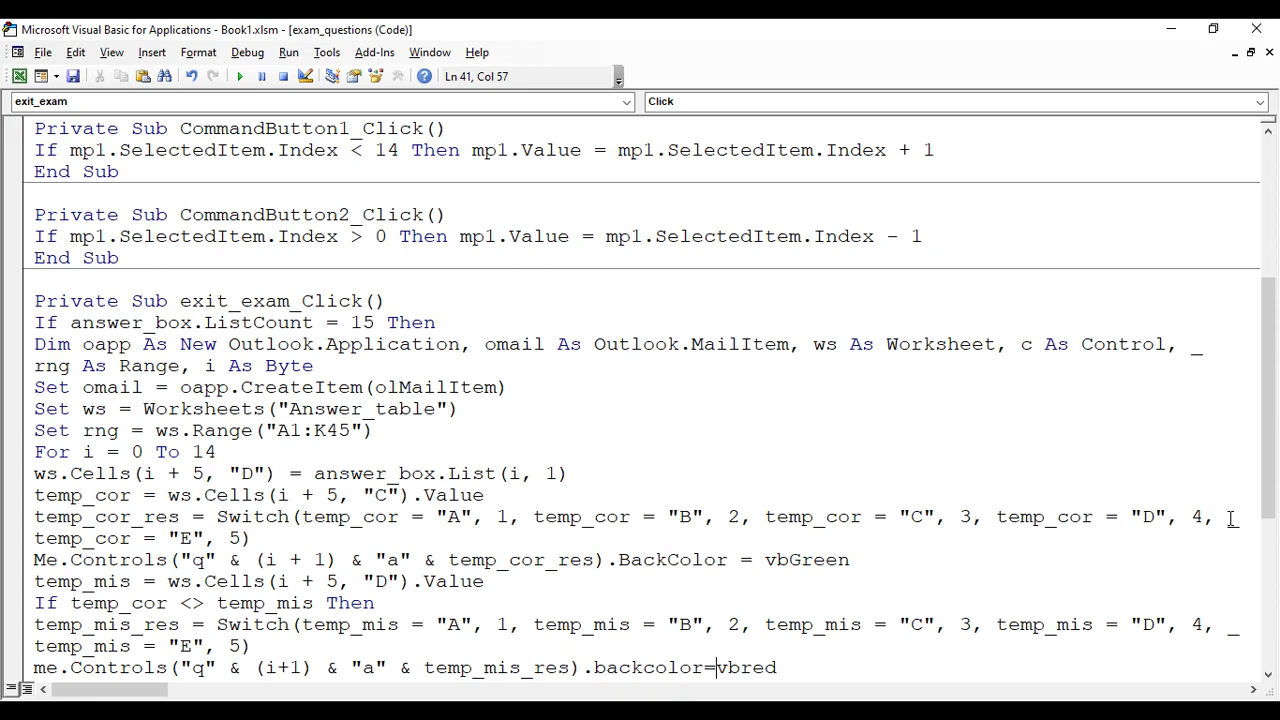 Microsoft Visual Basic for Applications - Book1.xlsm - [exam_questions (Code)]
File Edit View Insert Format Debug Run Tools Add-Ins Window Help
Ln 41, Col 57
exit_exam Click
Private Sub CommandButton1_Click()
If mp1.SelectedItem.Index < 14 Then mp1.Value = mp1.SelectedItem.Index + 1
End Sub
Private Sub CommandButton2_Click()
If mp1.SelectedItem.Index > 0 Then mp1.Value = mp1.SelectedItem.Index - 1
End Sub
Private Sub exit_exam_Click()
If answer_box.ListCount = 15 Then
Dim oapp As New Outlook.Application, omail As Outlook.MailItem, ws As Worksheet, c As Control, _
rng As Range, i As Byte
Set omail = oapp.CreateItem(olMailItem)
Set ws = Worksheets("Answer_table")
Set rng = ws.Range("A1:K45")
For i = 0 To 14
ws.Cells(i + 5, "D") = answer_box.List(i, 1)
temp_cor = ws.Cells(i + 5, "C").Value
temp_cor_res = Switch(temp_cor = "A", 1, temp_cor = "B", 2, temp_cor = "C", 3, temp_cor = "D", 4, _
temp_cor = "E", 5)
Me.Controls("q" & (i + 1) & "a" & temp_cor_res).BackColor = vbGreen
temp_mis = ws.Cells(i + 5, "D").Value
If temp_cor <> temp_mis Then
temp_mis_res = Switch(temp_mis = "A", 1, temp_mis = "B", 2, temp_mis = "C", 3, temp_mis = "D", 4, _
temp_mis = "E", 5)
me.Controls("q" & (i+1) & "a" & temp_mis_res).backcolor=vbred